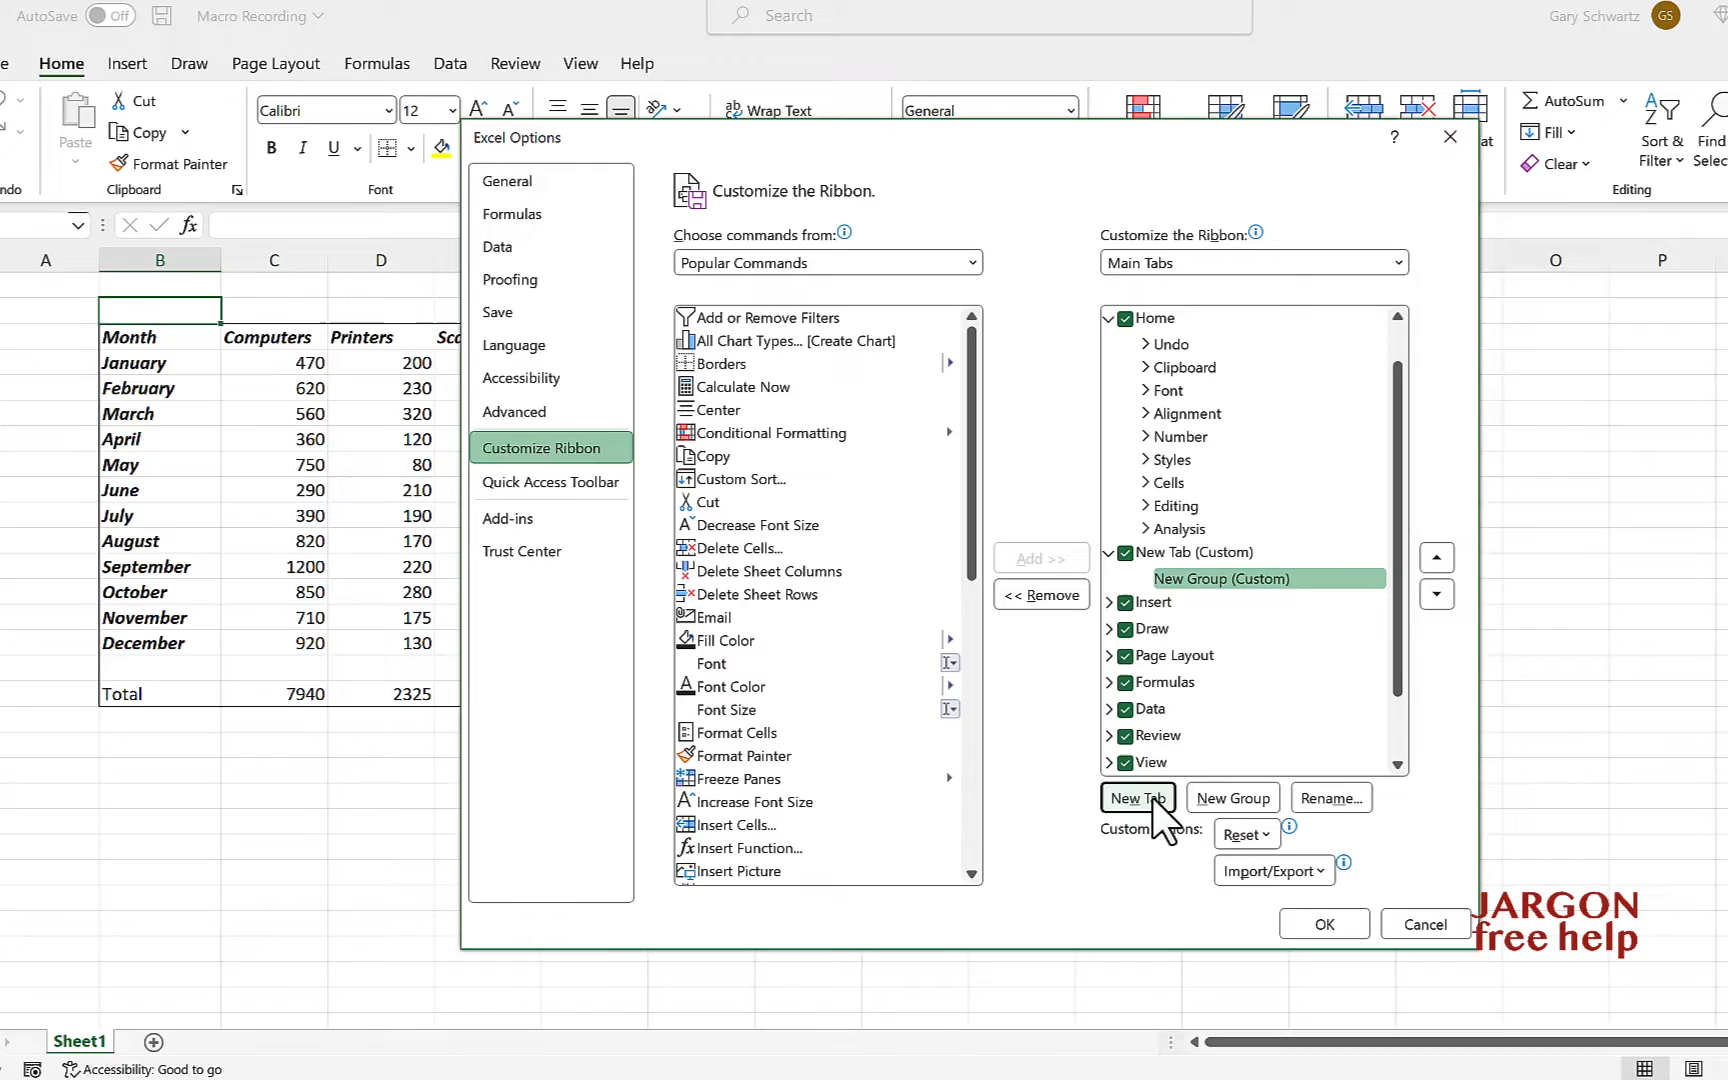 AutoSave Off Macro Recording Search Gary Schwartz GS
Home Insert Draw Page Layout Formulas Data Review View Help
Cut
Copy
Paste
Format Painter
Clipboard
Calibri 12
B I U
Font
Wrap Text
General
AutoSum
Fill
Clear
Sort & Filter
Editing
fx
A B C D O P
Month Computers Printers
January 470 200
February 620 230
March 560 320
April 360 120
May 750 80
June 290 210
July 390 190
August 820 170
September 1200 220
October 850 280
November 710 175
December 920 130
Total 7940 2325
Excel Options ?
General
Formulas
Data
Proofing
Save
Language
Accessibility
Advanced
Customize Ribbon
Quick Access Toolbar
Add-ins
Trust Center
Customize the Ribbon.
Choose commands from:
Popular Commands
Add or Remove Filters
All Chart Types... [Create Chart]
Borders
Calculate Now
Center
Conditional Formatting
Copy
Custom Sort...
Cut
Decrease Font Size
Delete Cells...
Delete Sheet Columns
Delete Sheet Rows
Email
Fill Color
Font
Font Color
Font Size
Format Cells
Format Painter
Freeze Panes
Increase Font Size
Insert Cells...
Insert Function...
Insert Picture
Add >>
<< Remove
Customize the Ribbon:
Main Tabs
Home
Undo
Clipboard
Font
Alignment
Number
Styles
Cells
Editing
Analysis
New Tab (Custom)
New Group (Custom)
Insert
Draw
Page Layout
Formulas
Data
Review
View
New Tab New Group Rename...
Reset
Import/Export
OK Cancel
JARGON
free help
Sheet1
Accessibility: Good to go